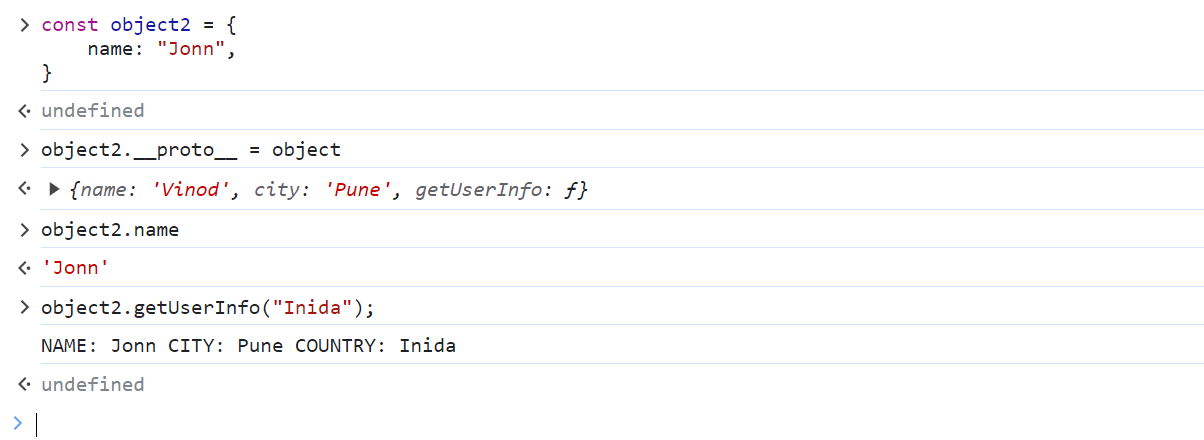 > const object2 = {
    name: "Jonn",
}
undefined
> object2.__proto__ = object
{name: 'Vinod', city: 'Pune', getUserInfo: ƒ}
> object2.name
'Jonn'
> object2.getUserInfo("Inida");
NAME: Jonn CITY: Pune COUNTRY: Inida
undefined
>